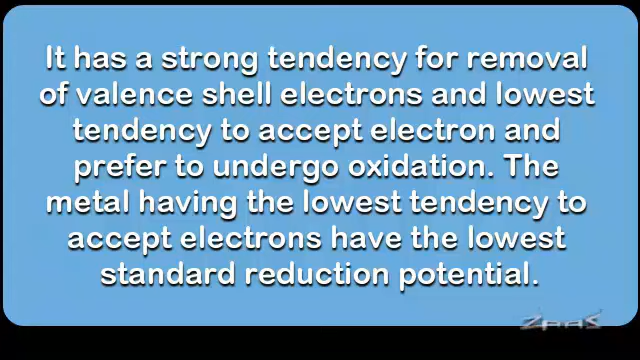 It has a strong tendency for removal
of valence shell electrons and lowest
tendency to accept electron and
prefer to undergo oxidation. The
metal having the lowest tendency to
accept electrons have the lowest
standard reduction potential.